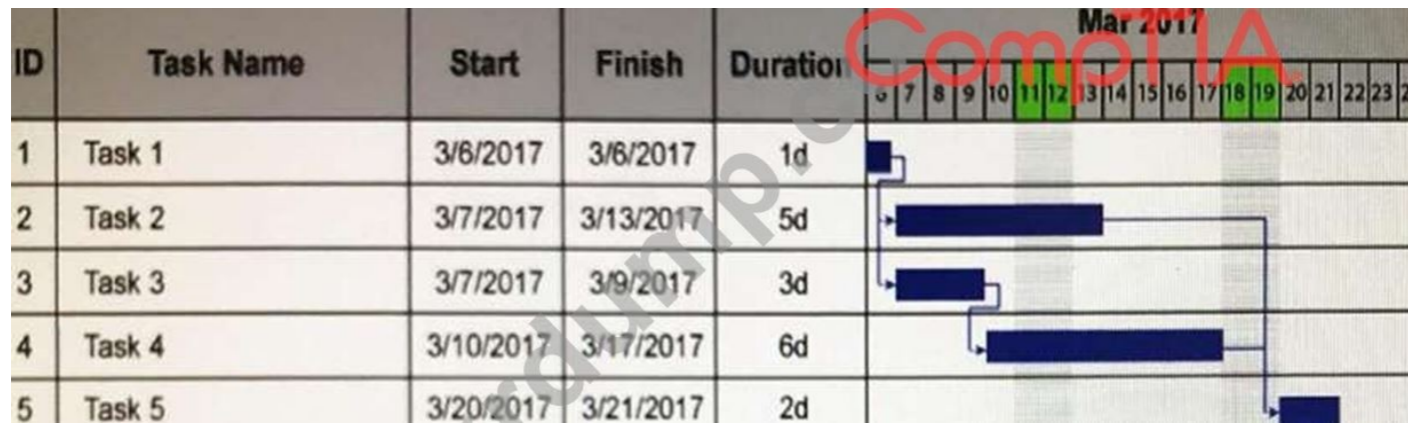 Mar 2017
CompTIA
ID Task Name Start Finish Duration
6 7 8 9 10 11 12 13 14 15 16 17 18 19 20 21 22 23
1 Task 1 3/6/2017 3/6/2017 1d
2 Task 2 3/7/2017 3/13/2017 5d
3 Task 3 3/7/2017 3/9/2017 3d
4 Task 4 3/10/2017 3/17/2017 6d
5 Task 5 3/20/2017 3/21/2017 2d